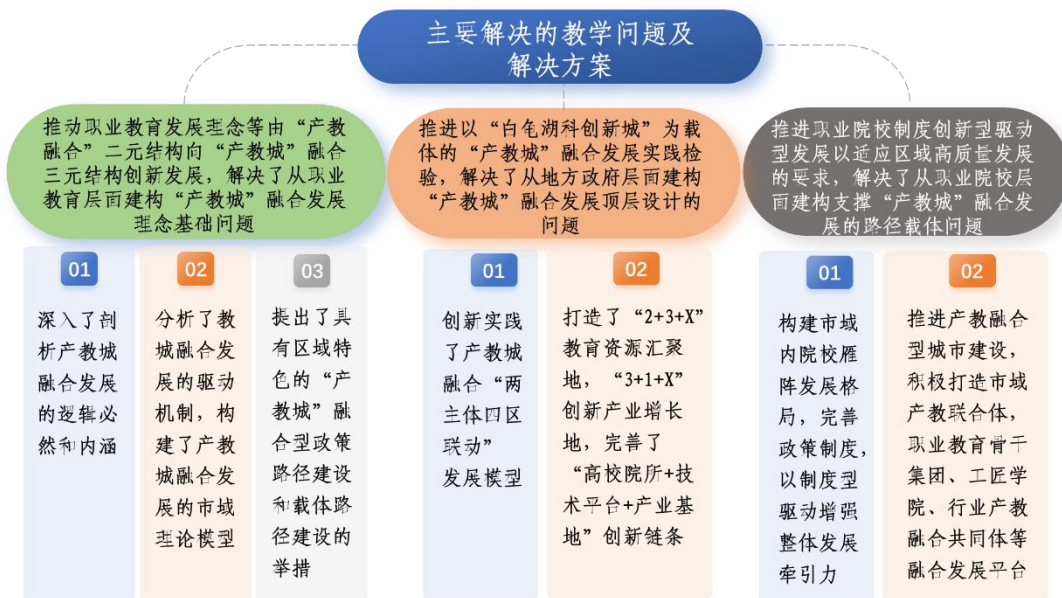 主要解决的教学问题及
解决方案
推动职业教育发展理念等由“产教
融合”二元结构向“产教城”融合
三元结构创新发展，解决了从职业
教育层面建构“产教城”融合发展
理念基础问题
01
深入了剖
析产教城
融合发展
的逻辑必
然和内涵
02
分析了教
城融合发
展的驱动
机制，构
建了产教
城融合发
展的市域
理论模型
03
提出了具
有区域特
色的“产
教城”融
合型政策
路径建设
和载体路
径建设的
举措
推进以“白龟湖科创新城”为载
体的“产教城”融合发展实践检
验，解决了从地方政府层面建构
“产教城”融合发展顶层设计的
问题
01
创新实践
了产教城
融合“两
主体四区
联动”
发展模型
02
打造了“2+3+X”
教育资源汇聚
地，“3+1+X”
创新产业增长
地，完善了
“高校院所+技
术平台+产业基
地”创新链条
推进职业院校制度创新型驱动
型发展以适应区域高质量发展
的要求，解决了从职业院校层
面建构支撑“产教城”融合发
展的路径载体问题
01
构建市域
内院校雁
阵发展格
局，完善
政策制度，
以制度型
驱动增强
整体发展
牵引力
02
推进产教融合
型城市建设，
积极打造市域
产教联合体，
职业教育骨干
集团、工匠学
院、行业产教
融合共同体等
融合发展平台